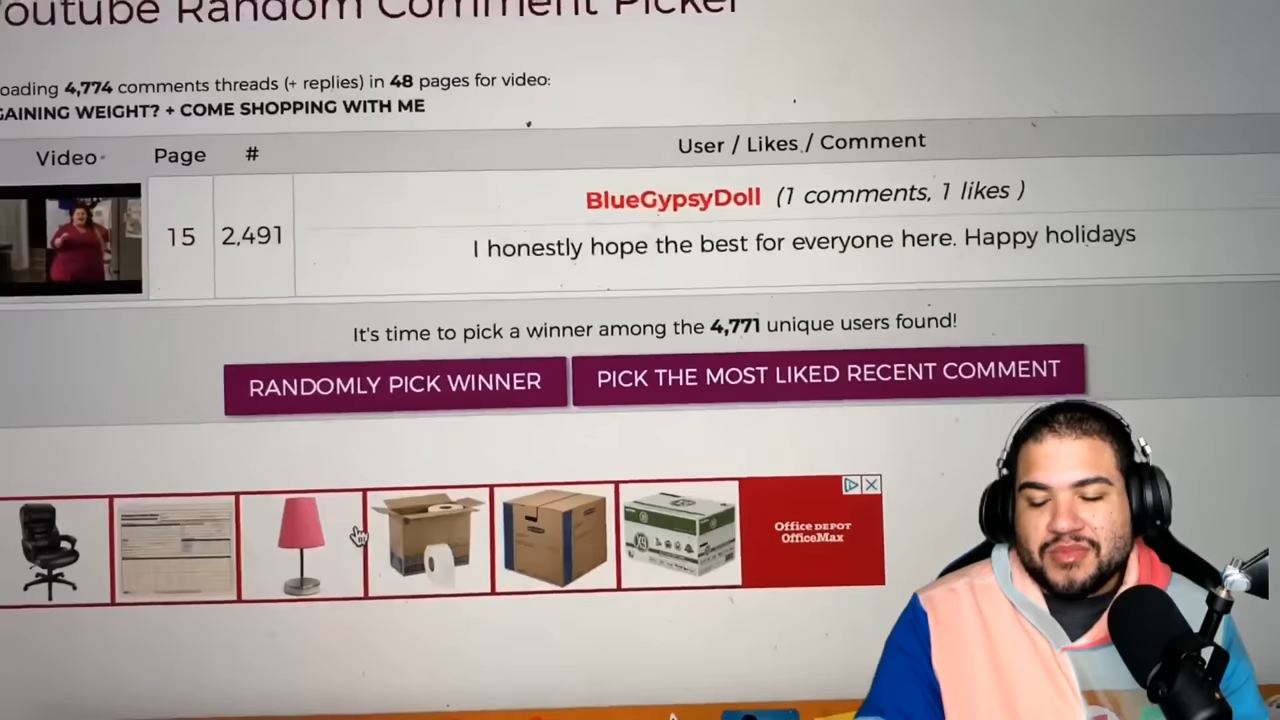 outube Random Comment Picker
oading 4,774 comments threads (+ replies) in 48 pages for video:
GAINING WEIGHT? + COME SHOPPING WITH ME
Video Page # User / Likes / Comment
BlueGypsyDoll (1 comments, 1 likes )
15 2,491 I honestly hope the best for everyone here. Happy holidays
It's time to pick a winner among the 4,771 unique users found!
RANDOMLY PICK WINNER PICK THE MOST LIKED RECENT COMMENT
Office DEPOT
OfficeMax